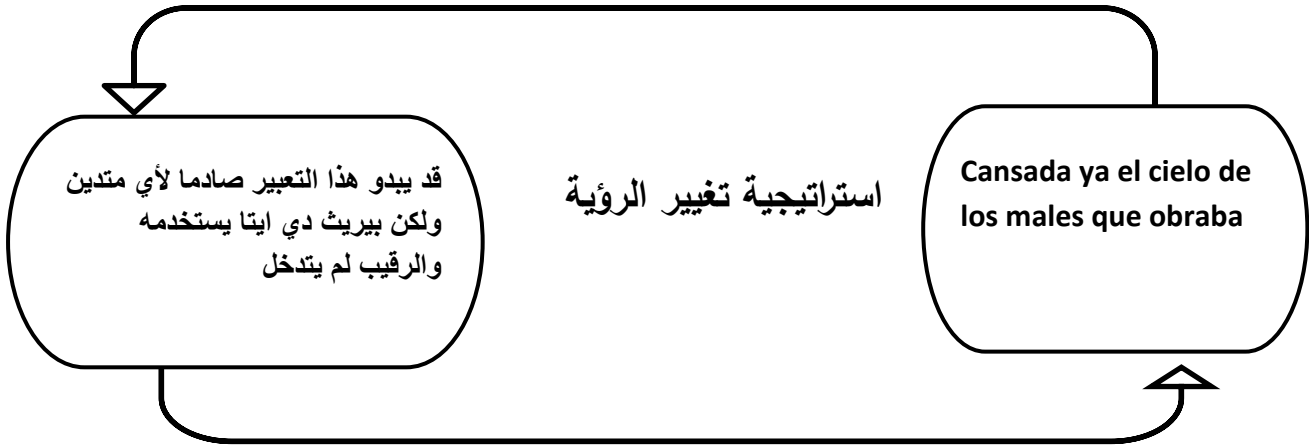 Cansada ya el cielo de
los males que obraba
استراتيجية تغيير الرؤية
قد يبدو هذا التعبير صادما لأي متدين
ولكن بيريث دي ايتا يستخدمه
والرقيب لم يتدخل